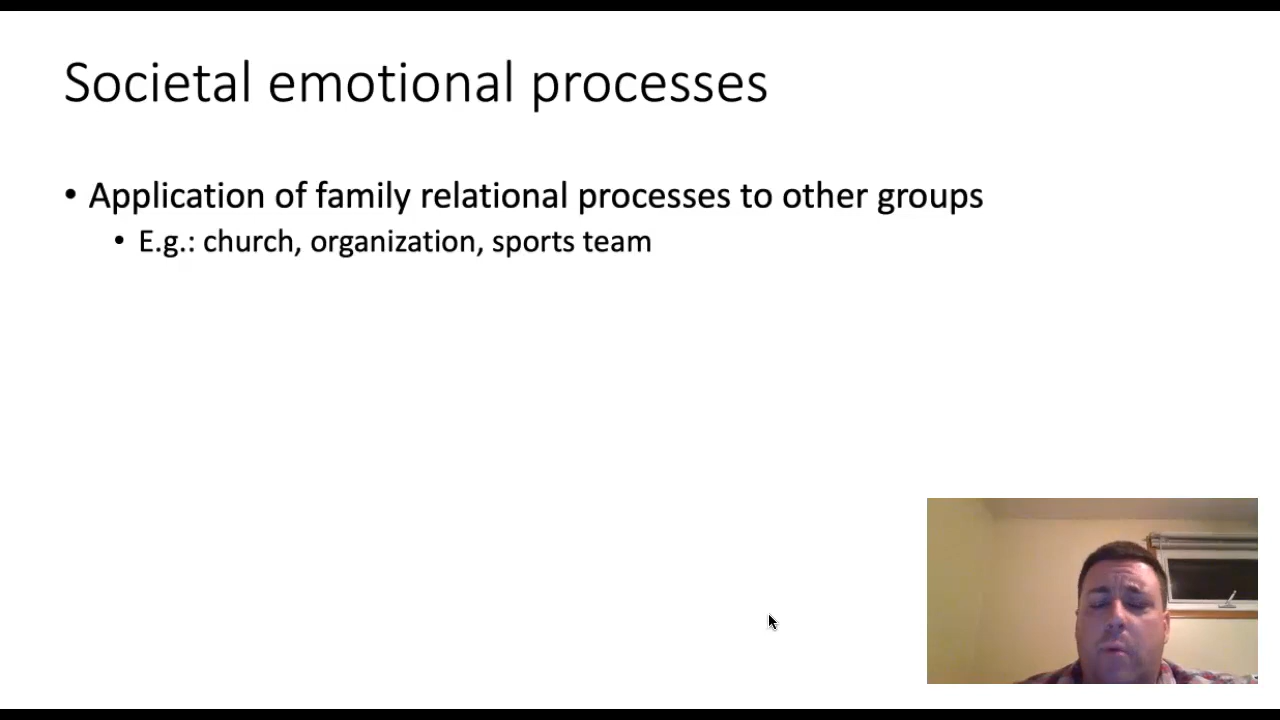 Societal emotional processes
• Application of family relational processes to other groups
• E.g.: church, organization, sports team